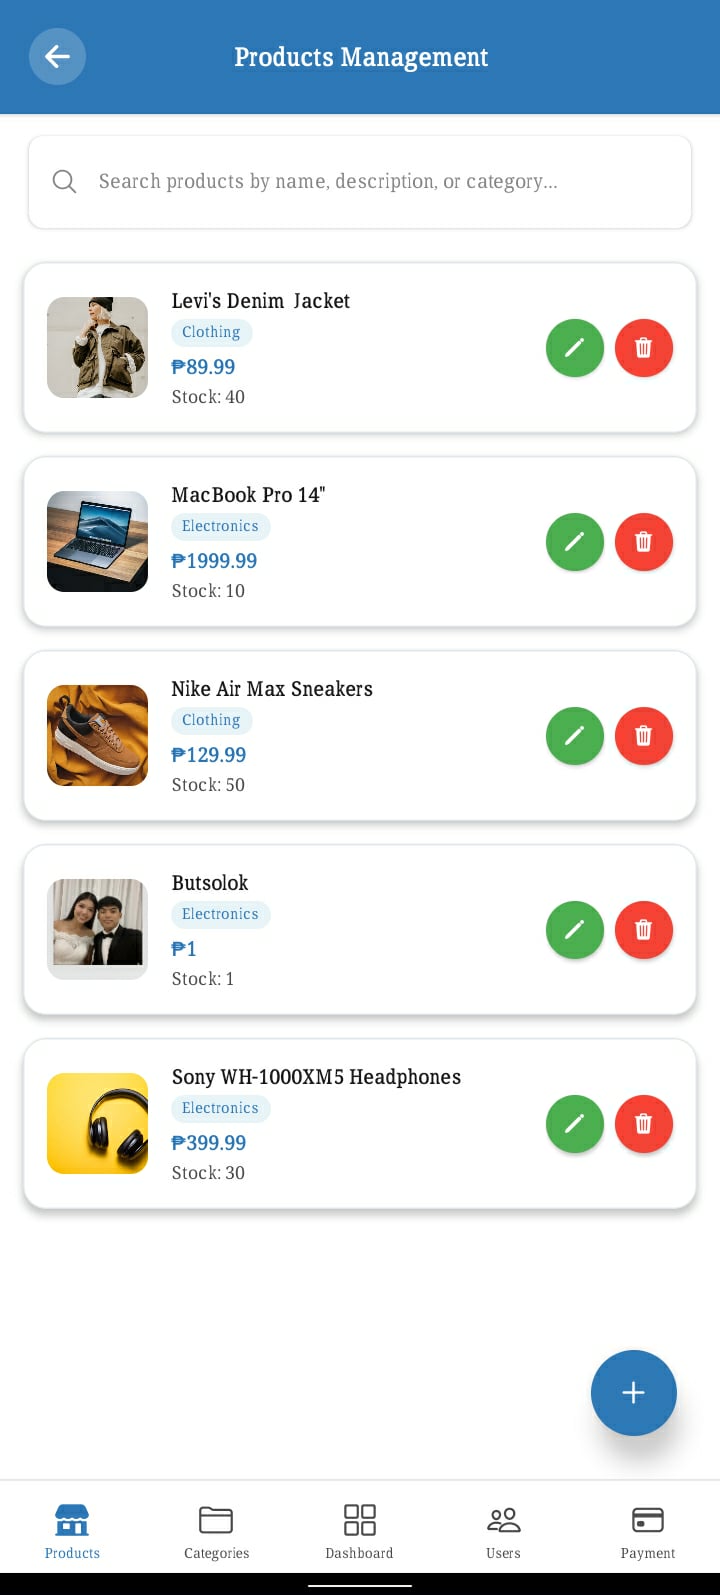 Products Management
Search products by name, description, or category...
Levi's Denim Jacket
Clothing
₱89.99
Stock: 40
MacBook Pro 14"
Electronics
₱1999.99
Stock: 10
Nike Air Max Sneakers
Clothing
₱129.99
Stock: 50
Butsolok
Electronics
₱1
Stock: 1
Sony WH-1000XM5 Headphones
Electronics
₱399.99
Stock: 30
Products
Categories
Dashboard
Users
Payment